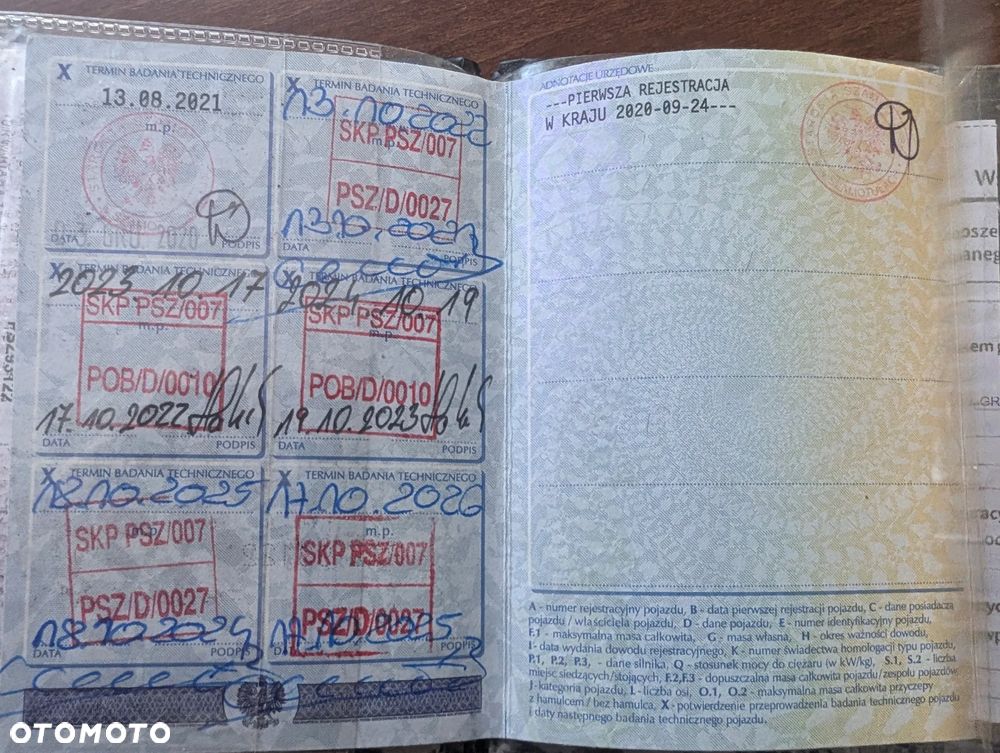 X TERMIN BADANIA TECHNICZNEGO
13.08.2021
m.p.
GRU 2020
DATA
PODPIS
X TERMIN BADANIA TECHNICZNEGO
13.10.2022
SKP PSZ/007
m.p.
PSZ/D/0027
13.10.2021
DATA
PODPIS
X TERMIN BADANIA TECHNICZNEGO
2023 10 17
SKP PSZ/007
m.p.
POB/D/0010
17.10.2022
DATA
PODPIS
X TERMIN BADANIA TECHNICZNEGO
2024 10 19
SKP PSZ/007
m.p.
POB/D/0010
19.10.2023
DATA
PODPIS
X TERMIN BADANIA TECHNICZNEGO
18.10.2025
SKP PSZ/007
m.p.
PSZ/D/0027
18.10.2024
DATA
X TERMIN BADANIA TECHNICZNEGO
17.10.2026
m.p.
SKP PSZ/007
PSZ/D/0027
DATA
ADNOTACJE URZĘDOWE
---PIERWSZA REJESTRACJA
W KRAJU 2020-09-24---
A - numer rejestracyjny pojazdu, B - data pierwszej rejestracji pojazdu, C - dane posiadacza
pojazdu / właściciela pojazdu, D - dane pojazdu, E - numer identyfikacyjny pojazdu,
F.1 - maksymalna masa całkowita, G - masa własna, H - okres ważności dowodu,
I - data wydania dowodu rejestracyjnego, K - numer świadectwa homologacji typu pojazdu,
P.1, P.2, P.3, - dane silnika, Q - stosunek mocy do ciężaru (w kW/kg), S.1, S.2 - liczba
miejsc siedzących/stojących, F.2,F.3 - dopuszczalna masa całkowita pojazdu/zespołu pojazdów,
J - kategoria pojazdu, L - liczba osi, O.1, O.2 - maksymalna masa całkowita przyczepy
z hamulcem / bez hamulca, X - potwierdzenie przeprowadzenia badania technicznego pojazdu
i daty następnego badania technicznego pojazdu.
OTOMOTO